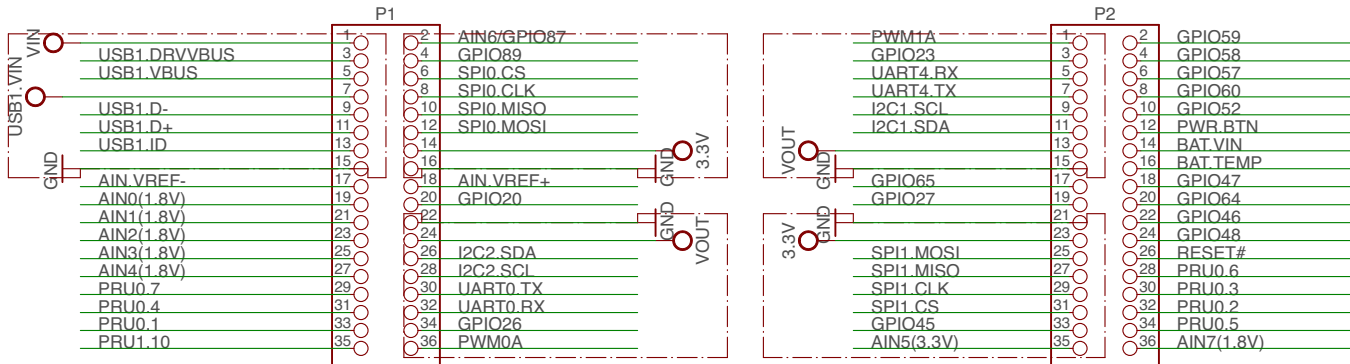 P1
P2
VIN 1 2 AIN6/GPIO87
USB1.DRVVBUS 3 4 GPIO89
USB1.VBUS 5 6 SPI0.CS
USB1.VIN 7 8 SPI0.CLK
USB1.D- 9 10 SPI0.MISO
USB1.D+ 11 12 SPI0.MOSI
USB1.ID 13 14 3.3V
GND 15 16 GND
AIN.VREF- 17 18 AIN.VREF+
AIN0(1.8V) 19 20 GPIO20
AIN1(1.8V) 21 22 GND
AIN2(1.8V) 23 24 VOUT
AIN3(1.8V) 25 26 I2C2.SDA
AIN4(1.8V) 27 28 I2C2.SCL
PRU0.7 29 30 UART0.TX
PRU0.4 31 32 UART0.RX
PRU0.1 33 34 GPIO26
PRU1.10 35 36 PWM0A
PWM1A 1 2 GPIO59
GPIO23 3 4 GPIO58
UART4.RX 5 6 GPIO57
UART4.TX 7 8 GPIO60
I2C1.SCL 9 10 GPIO52
I2C1.SDA 11 12 PWR.BTN
VOUT 13 14 BAT.VIN
GND 15 16 BAT.TEMP
GPIO65 17 18 GPIO47
GPIO27 19 20 GPIO64
GND 21 22 GPIO46
3.3V 23 24 GPIO48
SPI1.MOSI 25 26 RESET#
SPI1.MISO 27 28 PRU0.6
SPI1.CLK 29 30 PRU0.3
SPI1.CS 31 32 PRU0.2
GPIO45 33 34 PRU0.5
AIN5(3.3V) 35 36 AIN7(1.8V)